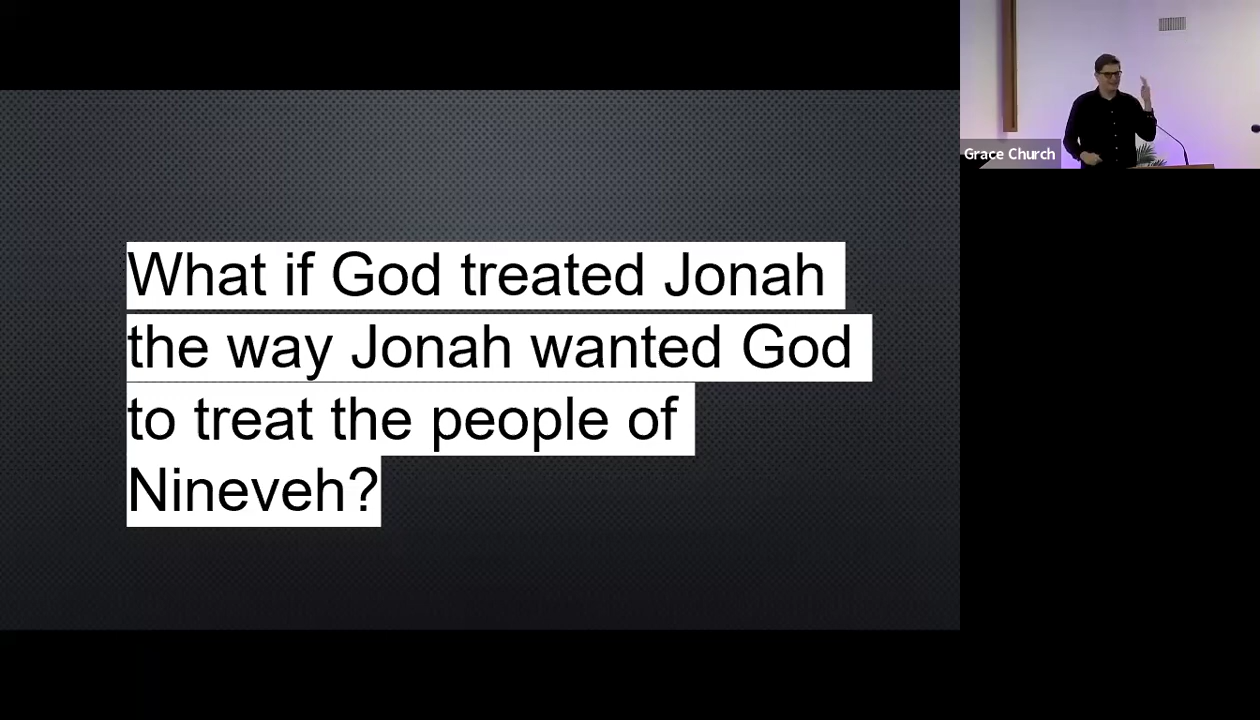 What if God treated Jonah
the way Jonah wanted God
to treat the people of
Nineveh?
Grace Church